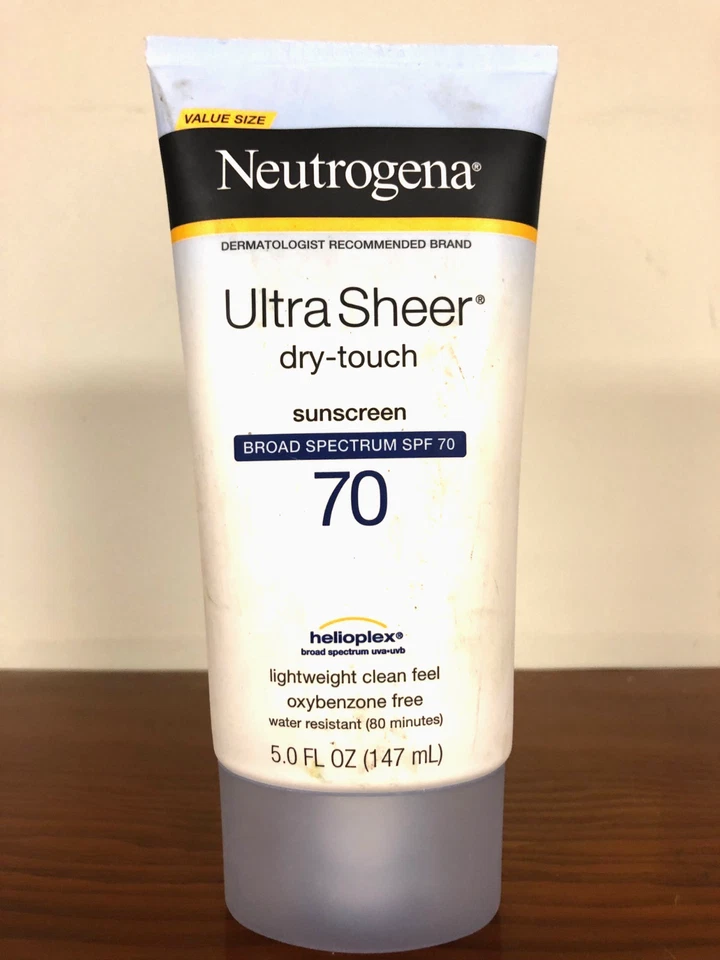 VALUE SIZE
Neutrogena®
DERMATOLOGIST RECOMMENDED BRAND
Ultra Sheer®
dry-touch
sunscreen
BROAD SPECTRUM SPF 70
70
helioplex®
broad spectrum uva•uvb
lightweight clean feel
oxybenzone free
water resistant (80 minutes)
5.0 FL OZ (147 mL)